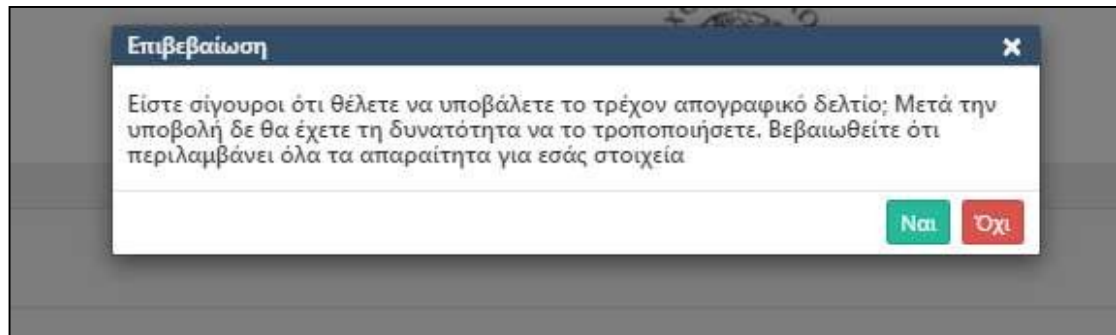 Επιβεβαίωση
Είστε σίγουροι ότι θέλετε να υποβάλετε το τρέχον απογραφικό δελτίο; Μετά την
υποβολή δε θα έχετε τη δυνατότητα να το τροποποιήσετε. Βεβαιωθείτε ότι
περιλαμβάνει όλα τα απαραίτητα για εσάς στοιχεία
Ναι Όχι